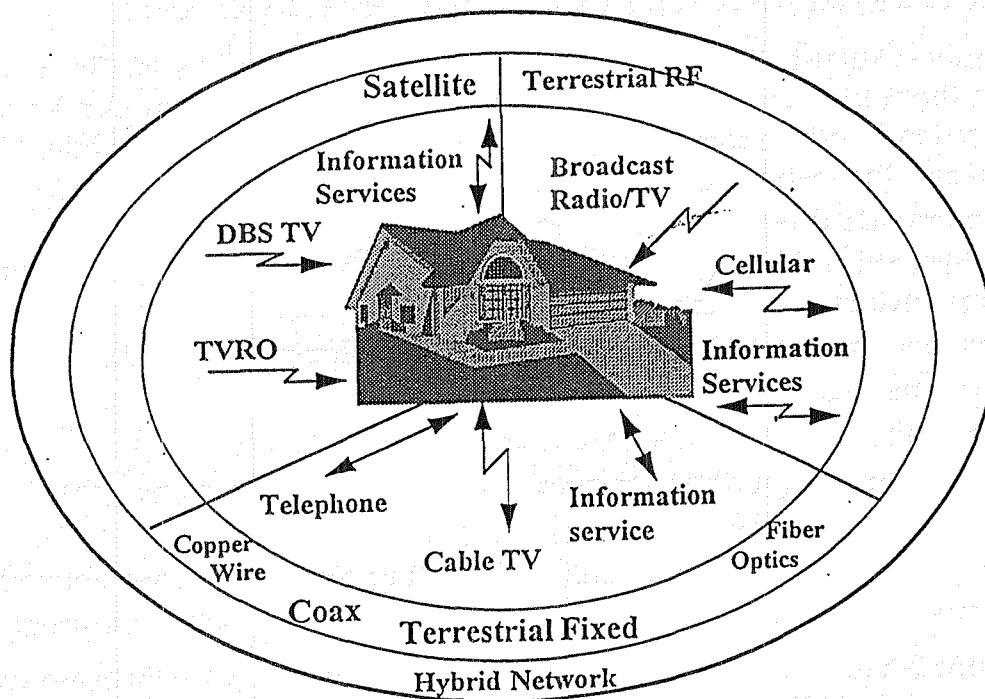 Satellite
Terrestrial RF
Information
Services
Broadcast
Radio/TV
DBS TV
Cellular
TVRO
Information
Services
Telephone
Information
service
Cable TV
Copper
Wire
Fiber
Optics
Coax
Terrestrial Fixed
Hybrid Network